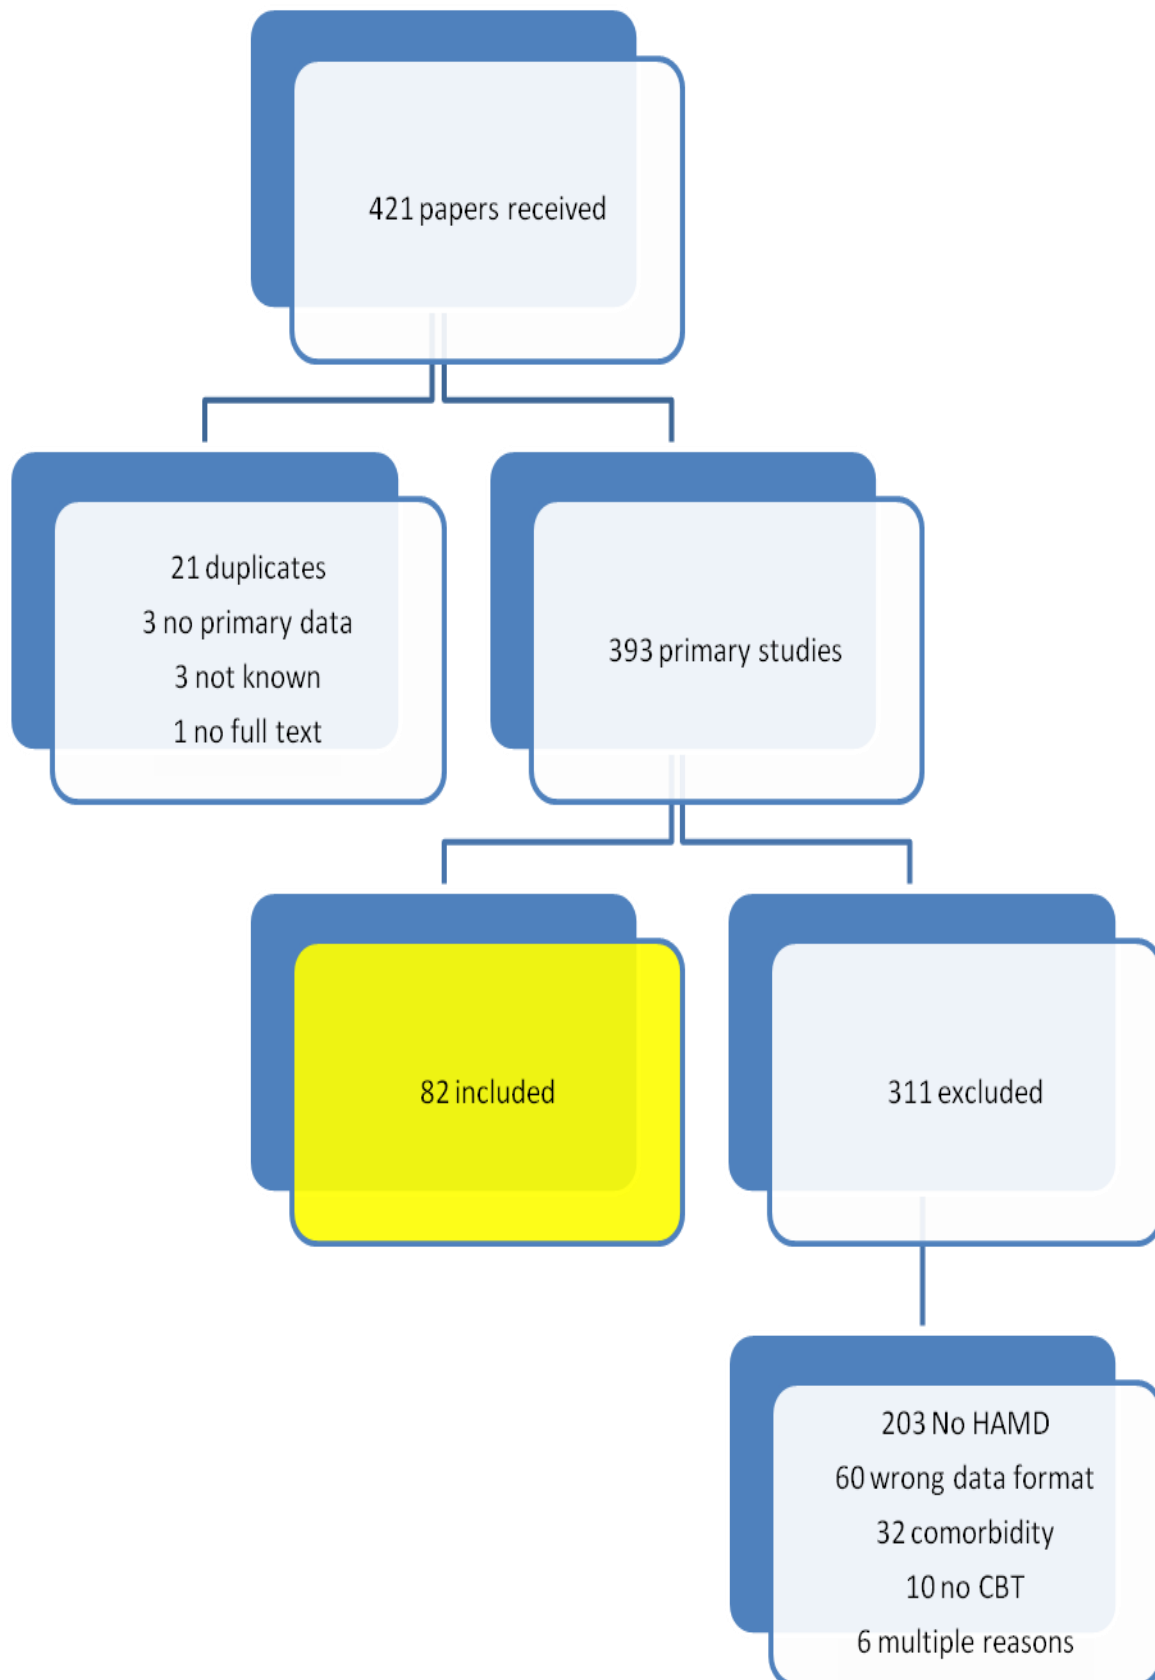 421 papers received
21 duplicates
3 no primary data
3 not known
1 no full text
393 primary studies
82 included
311 excluded
203 No HAMD
60 wrong data format
32 comorbidity
10 no CBT
6 multiple reasons